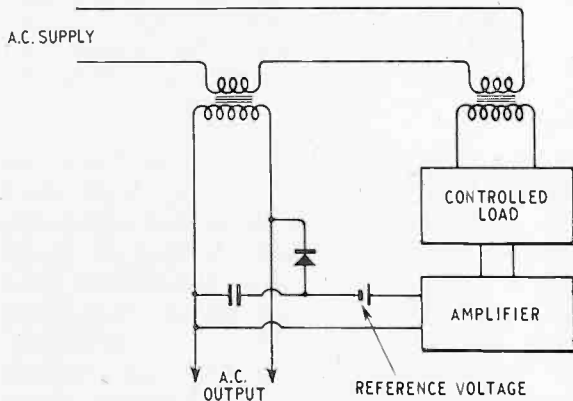 A.C. SUPPLY
CONTROLLED
LOAD
AMPLIFIER
A.C.
OUTPUT
REFERENCE VOLTAGE